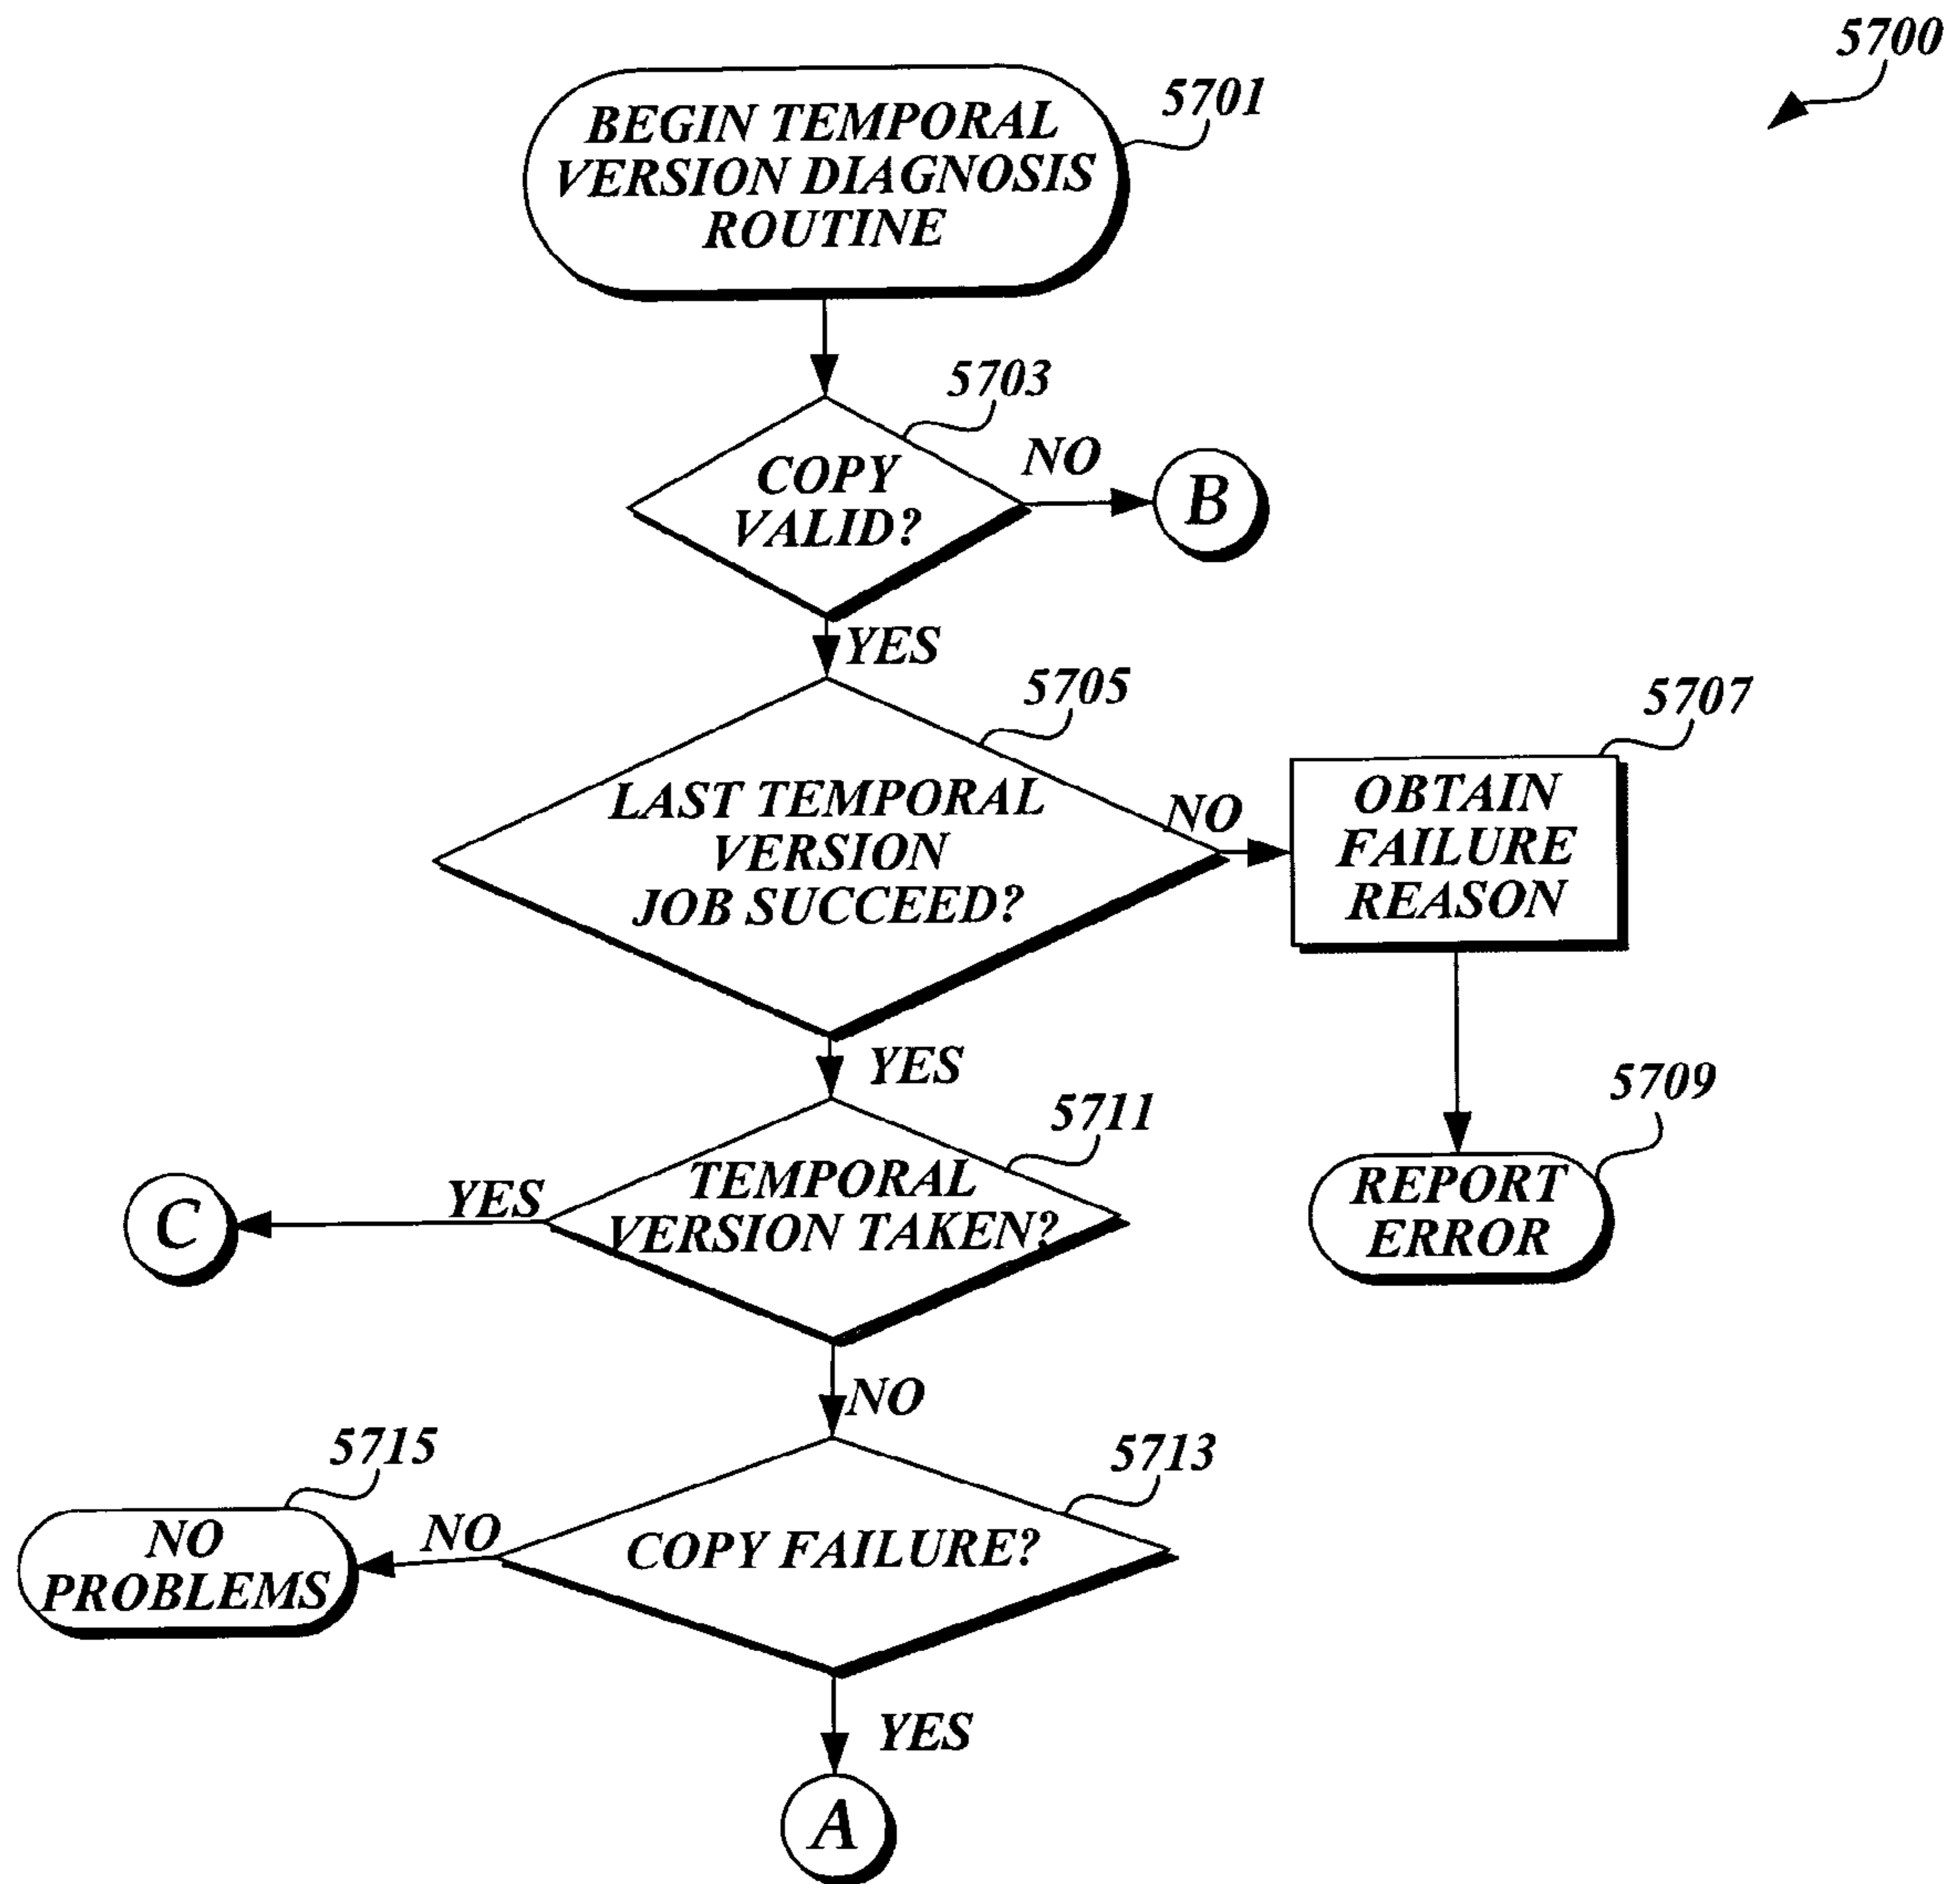 5700
BEGIN TEMPORAL
VERSION DIAGNOSIS
ROUTINE
5701
5703
COPY
VALID?
NO
B
YES
5705
LAST TEMPORAL
VERSION
JOB SUCCEED?
NO
5707
OBTAIN
FAILURE
REASON
YES
5709
REPORT
ERROR
5711
TEMPORAL
VERSION TAKEN?
YES
C
NO
5713
COPY FAILURE?
NO
5715
NO
PROBLEMS
YES
A